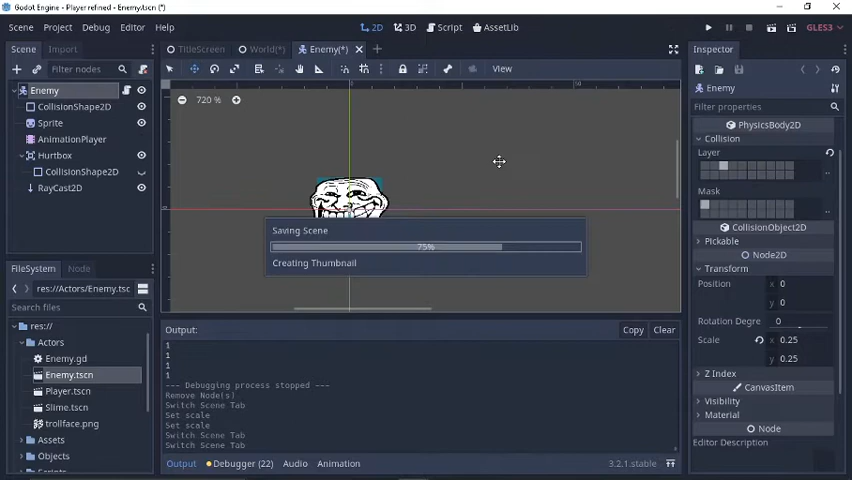 Godot Engine - Player refined - Enemy.tscn (*)
Scene Project Debug Editor Help
2D 3D Script AssetLib
GLES3
Scene Import
TitleScreen World(*) Enemy(*)
Inspector
Filter nodes
View
Enemy
Enemy
CollisionShape2D
Sprite
AnimationPlayer
Hurtbox
CollisionShape2D
RayCast2D
720 %
0
50
0
Saving Scene
75%
Creating Thumbnail
Filter properties
PhysicsBody2D
Collision
Layer
..
Mask
..
CollisionObject2D
Pickable
Node2D
Transform
Position x 0
y 0
Rotation Degre 0
Scale x 0.25
y 0.25
Z Index
CanvasItem
Visibility
Material
Node
Editor Description
FileSystem Node
res://Actors/Enemy.tsc
Search files
res://
Actors
Enemy.gd
Enemy.tscn
Player.tscn
Slime.tscn
trollface.png
Assets
Objects
Scripts
Output:
Copy Clear
1
1
1
1
--- Debugging process stopped ---
Remove Node(s)
Switch Scene Tab
Set scale
Set scale
Switch Scene Tab
Switch Scene Tab
Output Debugger (22) Audio Animation
3.2.1.stable